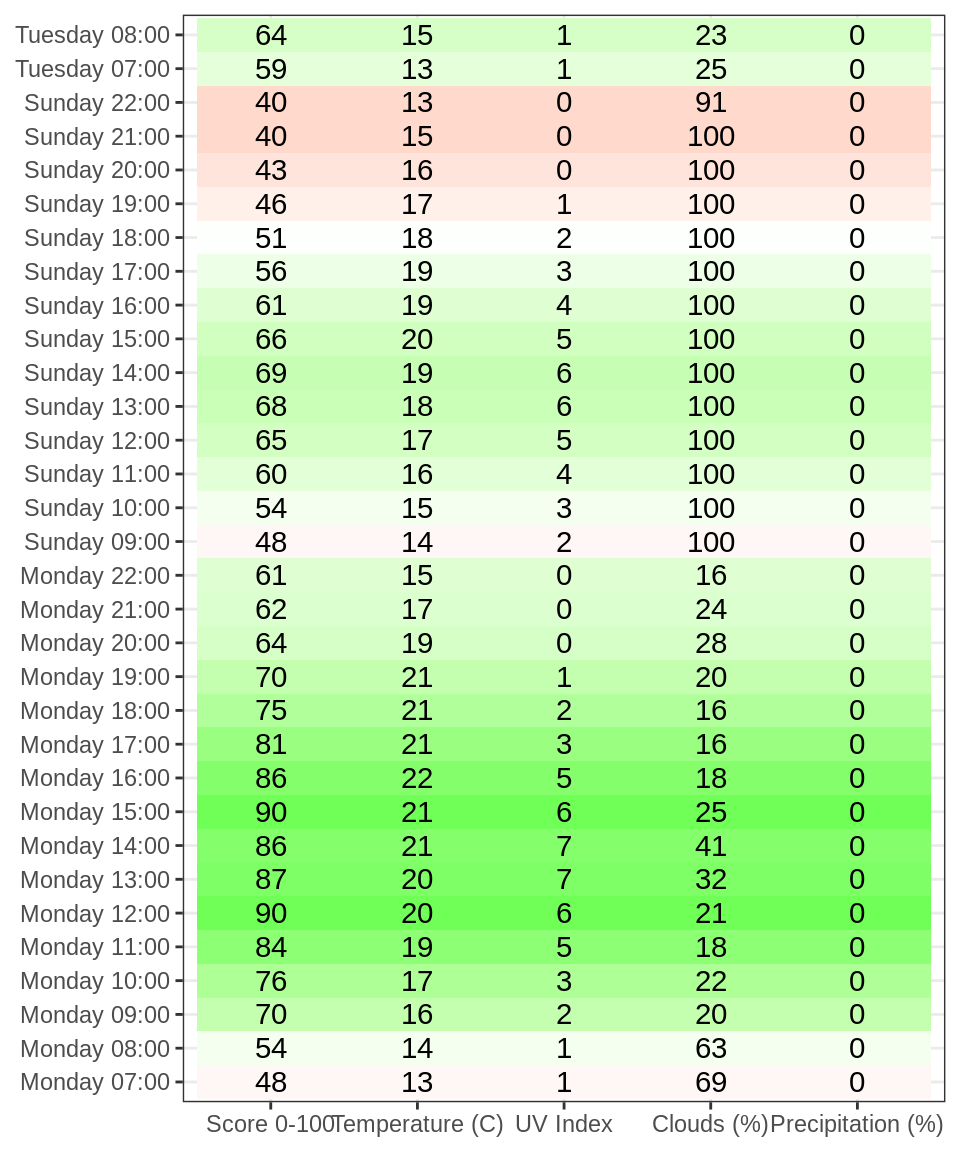 Tuesday 08:00 64 15 1 23 0
Tuesday 07:00 59 13 1 25 0
Sunday 22:00 40 13 0 91 0
Sunday 21:00 40 15 0 100 0
Sunday 20:00 43 16 0 100 0
Sunday 19:00 46 17 1 100 0
Sunday 18:00 51 18 2 100 0
Sunday 17:00 56 19 3 100 0
Sunday 16:00 61 19 4 100 0
Sunday 15:00 66 20 5 100 0
Sunday 14:00 69 19 6 100 0
Sunday 13:00 68 18 6 100 0
Sunday 12:00 65 17 5 100 0
Sunday 11:00 60 16 4 100 0
Sunday 10:00 54 15 3 100 0
Sunday 09:00 48 14 2 100 0
Monday 22:00 61 15 0 16 0
Monday 21:00 62 17 0 24 0
Monday 20:00 64 19 0 28 0
Monday 19:00 70 21 1 20 0
Monday 18:00 75 21 2 16 0
Monday 17:00 81 21 3 16 0
Monday 16:00 86 22 5 18 0
Monday 15:00 90 21 6 25 0
Monday 14:00 86 21 7 41 0
Monday 13:00 87 20 7 32 0
Monday 12:00 90 20 6 21 0
Monday 11:00 84 19 5 18 0
Monday 10:00 76 17 3 22 0
Monday 09:00 70 16 2 20 0
Monday 08:00 54 14 1 63 0
Monday 07:00 48 13 1 69 0
Score 0-100 Temperature (C) UV Index Clouds (%) Precipitation (%)